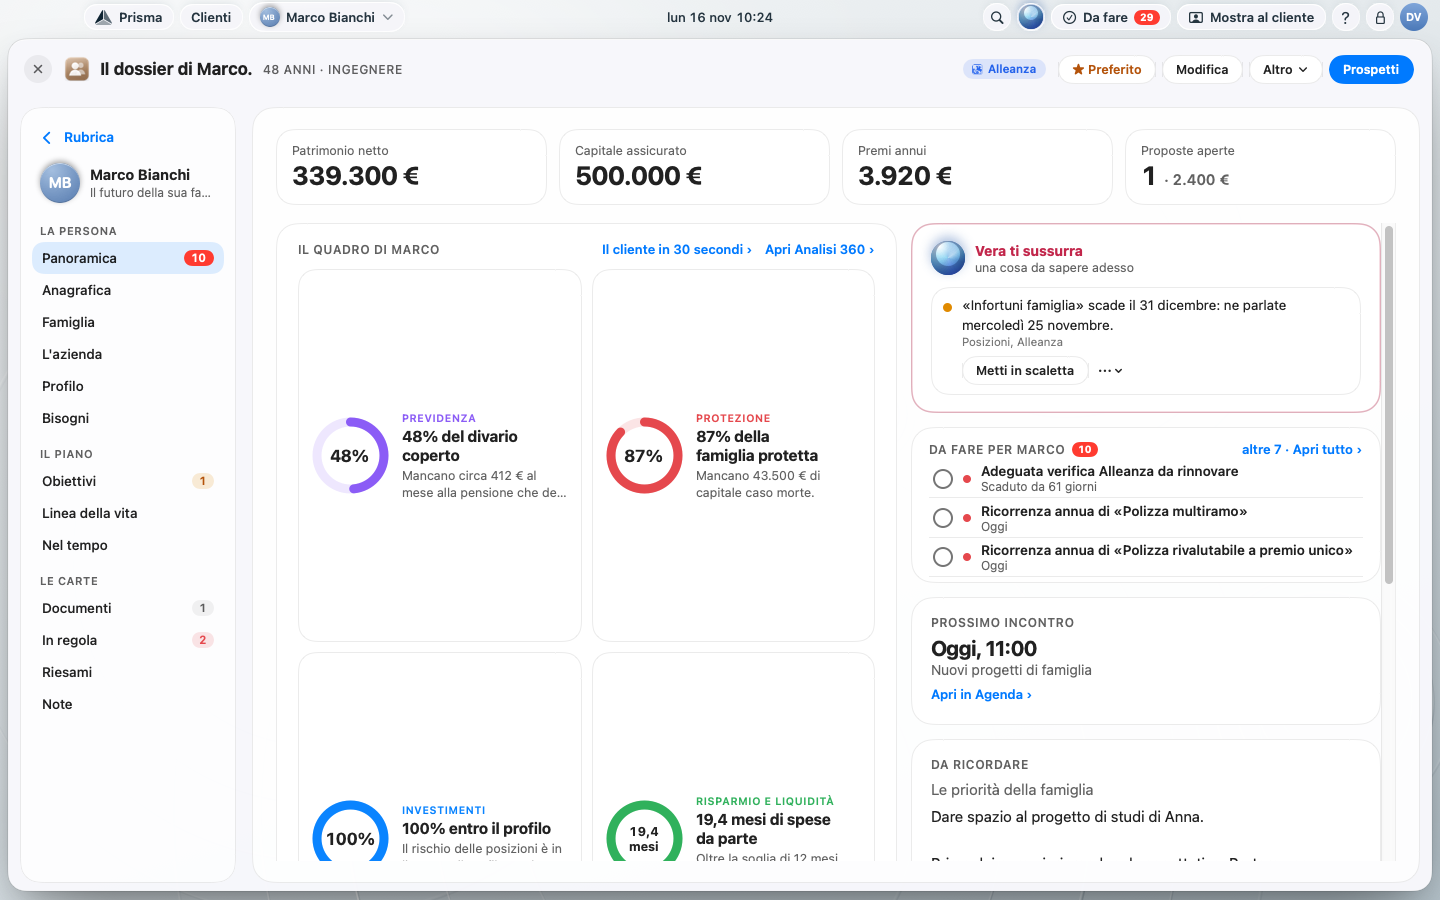 Prisma
Clienti
MB Marco Bianchi
lun 16 nov 10:24
Da fare 29
Mostra al cliente
?
DV
Il dossier di Marco. 48 ANNI · INGEGNERE
Alleanza
Preferito
Modifica
Altro
Prospetti
Rubrica
MB
Marco Bianchi
Il futuro della sua fa...
LA PERSONA
Panoramica 10
Anagrafica
Famiglia
L'azienda
Profilo
Bisogni
IL PIANO
Obiettivi 1
Linea della vita
Nel tempo
LE CARTE
Documenti 1
In regola 2
Riesami
Note
Patrimonio netto
339.300 €
Capitale assicurato
500.000 €
Premi annui
3.920 €
Proposte aperte
1 · 2.400 €
IL QUADRO DI MARCO
Il cliente in 30 secondi ›
Apri Analisi 360 ›
48%
PREVIDENZA
48% del divario
coperto
Mancano circa 412 € al
mese alla pensione che de...
87%
PROTEZIONE
87% della
famiglia protetta
Mancano 43.500 € di
capitale caso morte.
100%
INVESTIMENTI
100% entro il profilo
Il rischio delle posizioni è in
19,4
mesi
RISPARMIO E LIQUIDITÀ
19,4 mesi di spese
da parte
Oltre la soglia di 12 mesi
Vera ti sussurra
una cosa da sapere adesso
«Infortuni famiglia» scade il 31 dicembre: ne parlate
mercoledì 25 novembre.
Posizioni, Alleanza
Metti in scaletta
···
DA FARE PER MARCO 10
altre 7 · Apri tutto ›
Adeguata verifica Alleanza da rinnovare
Scaduto da 61 giorni
Ricorrenza annua di «Polizza multiramo»
Oggi
Ricorrenza annua di «Polizza rivalutabile a premio unico»
Oggi
PROSSIMO INCONTRO
Oggi, 11:00
Nuovi progetti di famiglia
Apri in Agenda ›
DA RICORDARE
Le priorità della famiglia
Dare spazio al progetto di studi di Anna.